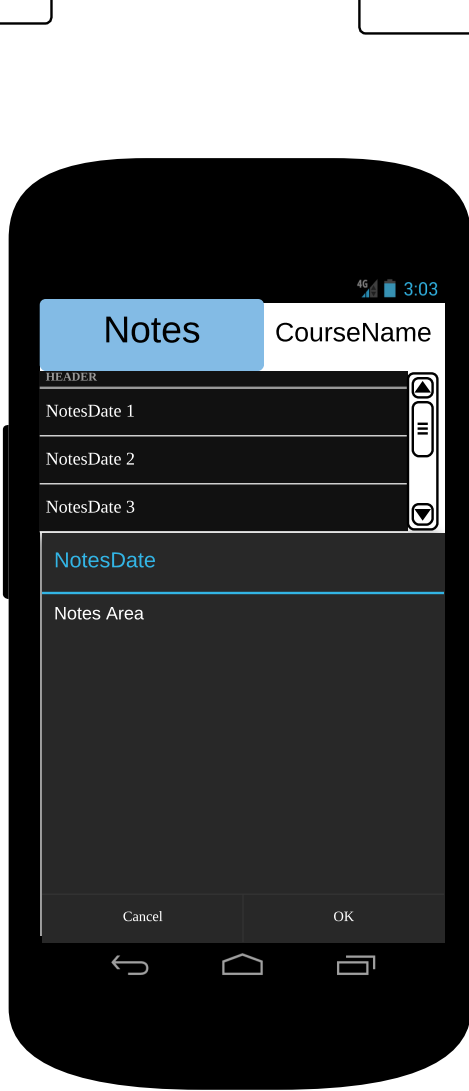 4G 3:03
Notes CourseName
HEADER
NotesDate 1
NotesDate 2
NotesDate 3
NotesDate
Notes Area
Cancel OK